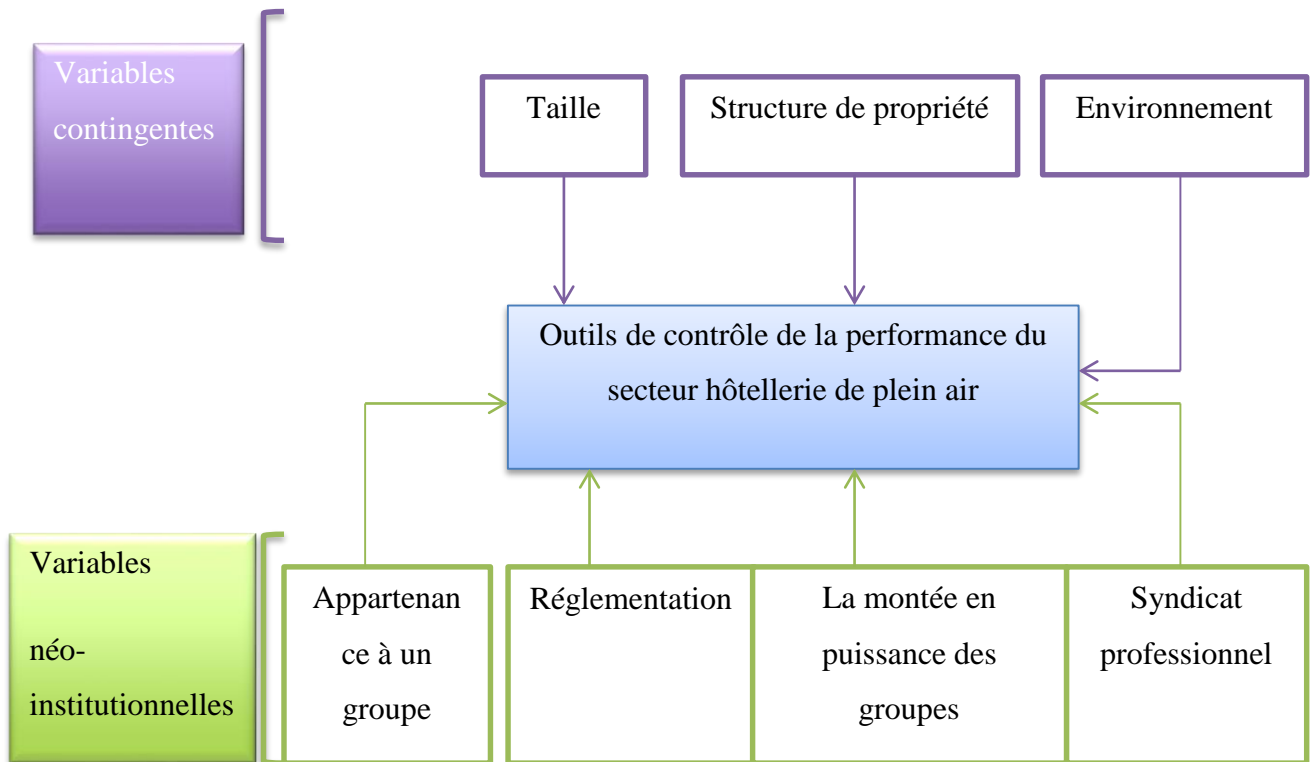 Variables
contingentes
Taille
Structure de propriété
Environnement
Outils de contrôle de la performance du
secteur hôtellerie de plein air
Variables
néo-
institutionnelles
Appartenan
ce à un
groupe
Réglementation
La montée en
puissance des
groupes
Syndicat
professionnel